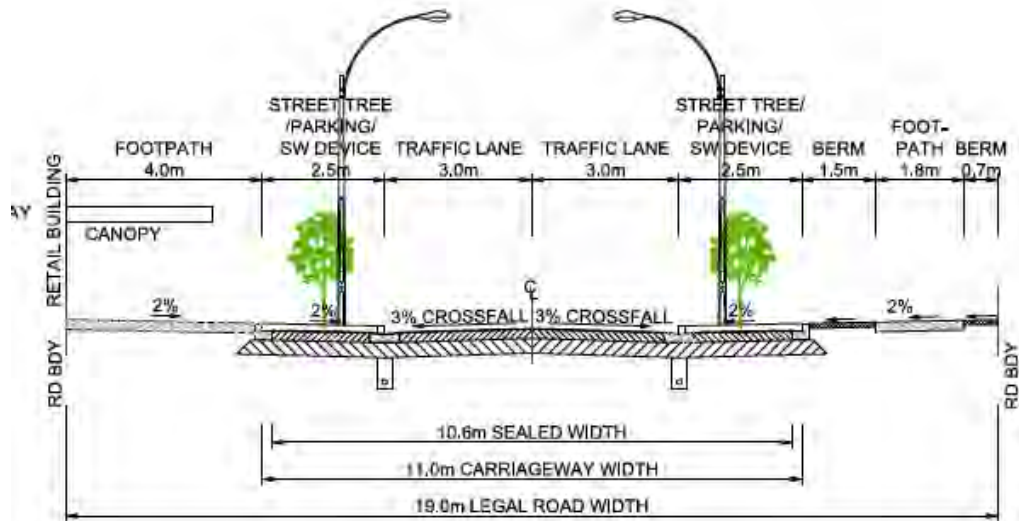 STREET TREE
/PARKING/
SW DEVICE
2.5m
STREET TREE/
PARKING/
SW DEVICE
2.5m
FOOTPATH
4.0m
TRAFFIC LANE
3.0m
TRAFFIC LANE
3.0m
BERM
1.5m
FOOT-
PATH
1.8m
BERM
0.7m
AY
CANOPY
RETAIL BUILDING
RD BDY
2%
2%
3% CROSSFALL
3% CROSSFALL
2%
2%
RD BDY
10.6m SEALED WIDTH
11.0m CARRIAGEWAY WIDTH
19.0m LEGAL ROAD WIDTH